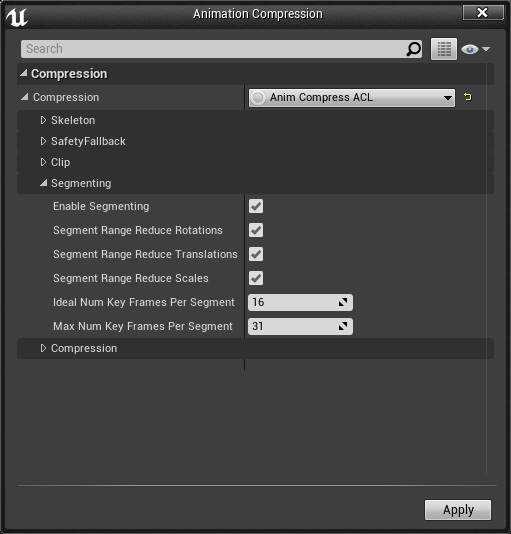 Animation Compression
Search
Compression
Compression Anim Compress ACL
Skeleton
SafetyFallback
Clip
Segmenting
Enable Segmenting
Segment Range Reduce Rotations
Segment Range Reduce Translations
Segment Range Reduce Scales
Ideal Num Key Frames Per Segment 16
Max Num Key Frames Per Segment 31
Compression
Apply